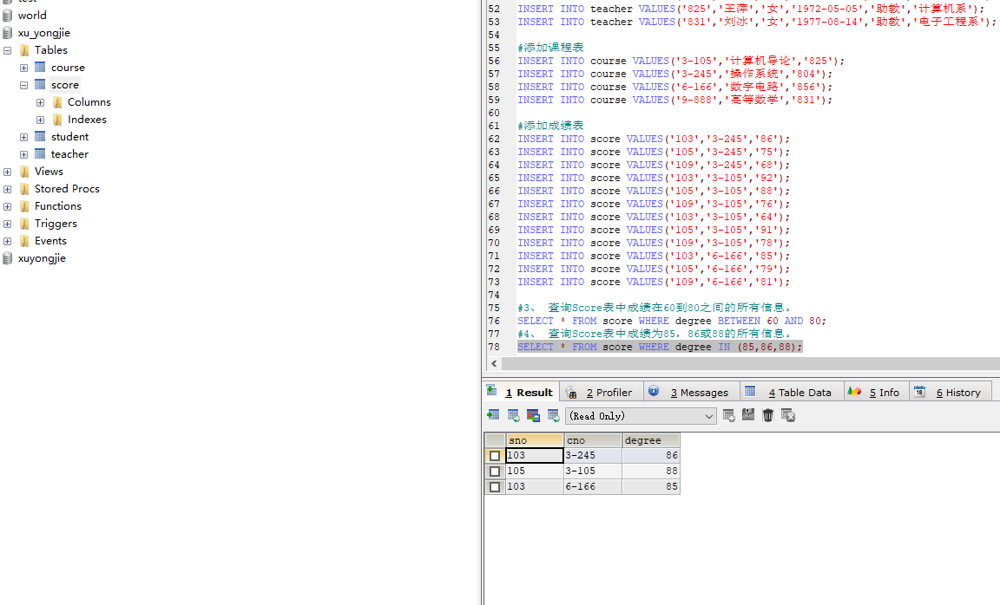 test
world
xu_yongjie
Tables
course
score
Columns
Indexes
student
teacher
Views
Stored Procs
Functions
Triggers
Events
xuyongjie
52 INSERT INTO teacher VALUES('825','王萍','女','1972-05-05','助教','计算机系');
53 INSERT INTO teacher VALUES('831','刘冰','女','1977-08-14','助教','电子工程系');
54
55 #添加课程表
56 INSERT INTO course VALUES('3-105','计算机导论','825');
57 INSERT INTO course VALUES('3-245','操作系统','804');
58 INSERT INTO course VALUES('6-166','数字电路','856');
59 INSERT INTO course VALUES('9-888','高等数学','831');
60
61 #添加成绩表
62 INSERT INTO score VALUES('103','3-245','86');
63 INSERT INTO score VALUES('105','3-245','75');
64 INSERT INTO score VALUES('109','3-245','68');
65 INSERT INTO score VALUES('103','3-105','92');
66 INSERT INTO score VALUES('105','3-105','88');
67 INSERT INTO score VALUES('109','3-105','76');
68 INSERT INTO score VALUES('103','3-105','64');
69 INSERT INTO score VALUES('105','3-105','91');
70 INSERT INTO score VALUES('109','3-105','78');
71 INSERT INTO score VALUES('103','6-166','85');
72 INSERT INTO score VALUES('105','6-166','79');
73 INSERT INTO score VALUES('109','6-166','81');
74
75 #3、 查询Score表中成绩在60到80之间的所有信息。
76 SELECT * FROM score WHERE degree BETWEEN 60 AND 80;
77 #4、 查询Score表中成绩为85，86或88的所有信息。
78 SELECT * FROM score WHERE degree IN (85,86,88);
1 Result 2 Profiler 3 Messages 4 Table Data 5 Info 6 History
(Read Only)
sno cno degree
103 3-245 86
105 3-105 88
103 6-166 85